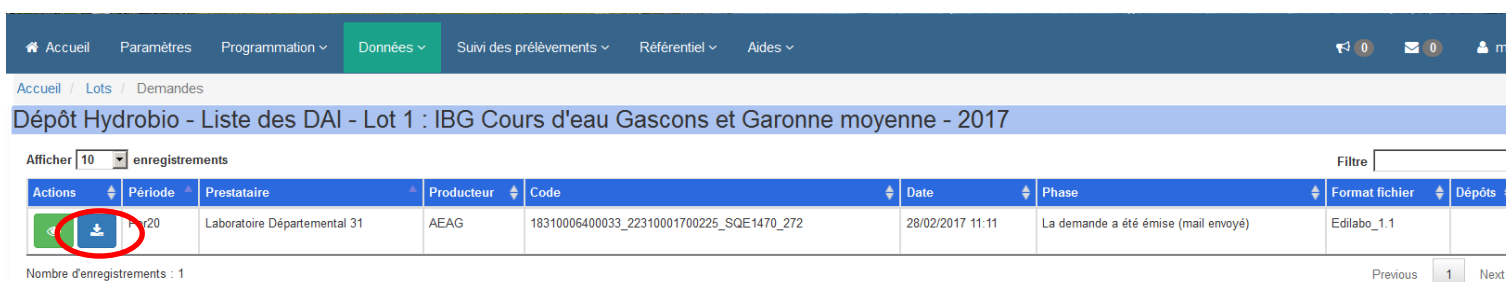 Accueil Paramètres Programmation Données Suivi des prélèvements Référentiel Aides 0 0 m
Accueil / Lots / Demandes
Dépôt Hydrobio - Liste des DAI - Lot 1 : IBG Cours d'eau Gascons et Garonne moyenne - 2017
Afficher 10 enregistrements Filtre
Actions Période Prestataire Producteur Code Date Phase Format fichier Dépôts
Per20 Laboratoire Départemental 31 AEAG 18310006400033_22310001700225_SQE1470_272 28/02/2017 11:11 La demande a été émise (mail envoyé) Edilabo_1.1
Nombre d'enregistrements : 1 Previous 1 Next